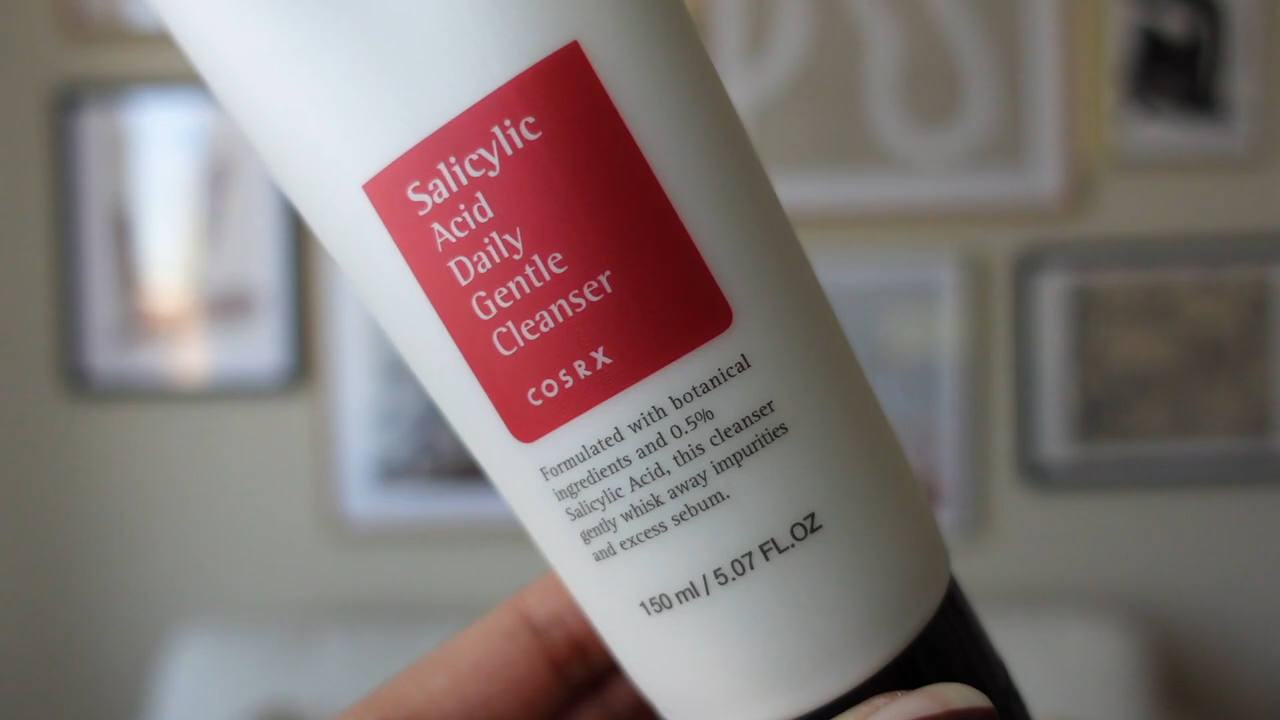 Salicylic
Acid
Daily
Gentle
Cleanser
COSRX
Formulated with botanical
ingredients and 0.5%
Salicylic Acid, this cleanser
gently whisk away impurities
and excess sebum.
150 ml / 5.07 FL.OZ